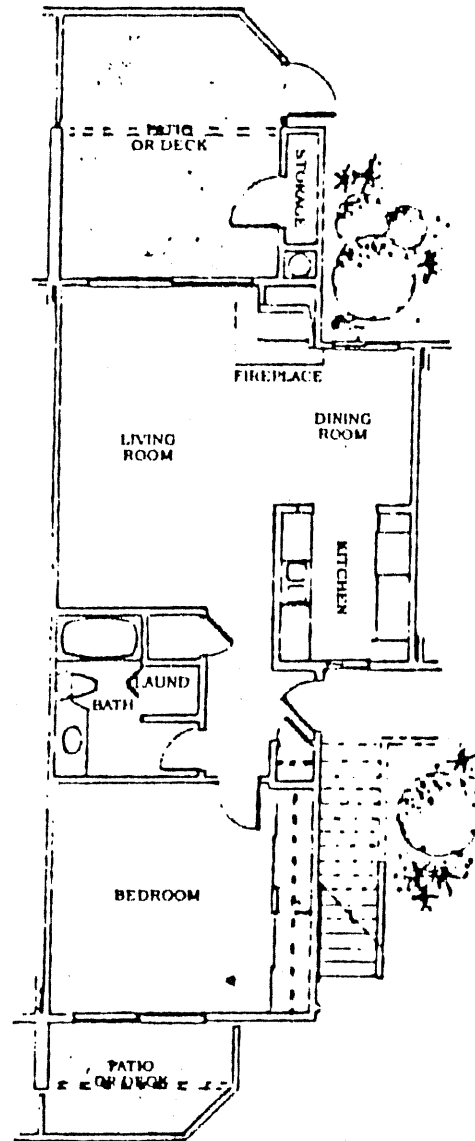 PATIO
OR DECK
STORAGE
FIREPLACE
LIVING
ROOM
DINING
ROOM
KITCHEN
LAUND
BATH
BEDROOM
PATIO
OR DECK